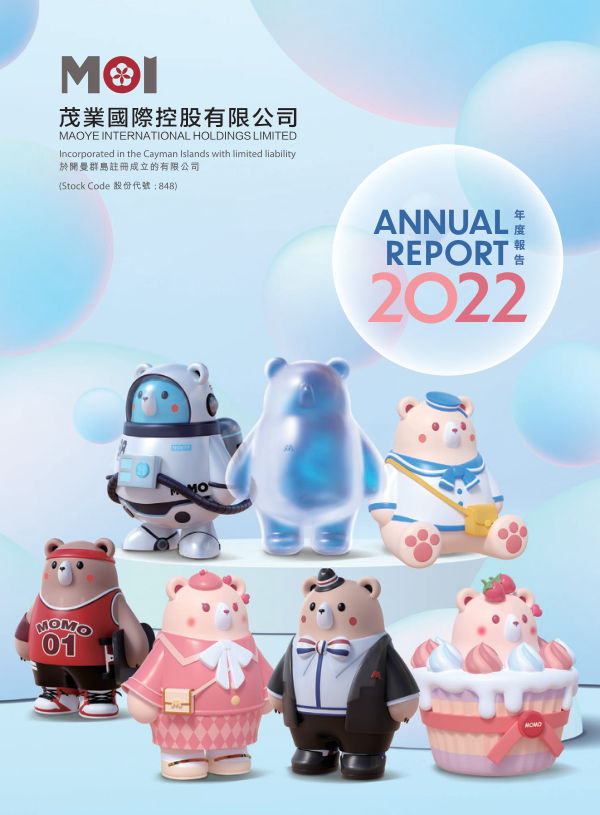 MOI
茂業國際控股有限公司
MAOYE INTERNATIONAL HOLDINGS LIMITED
Incorporated in the Cayman Islands with limited liability
於開曼群島註冊成立的有限公司
(Stock Code 股份代號 : 848)
ANNUAL
REPORT
年度報告
2022
MOMO
MOMO
01
MOMO